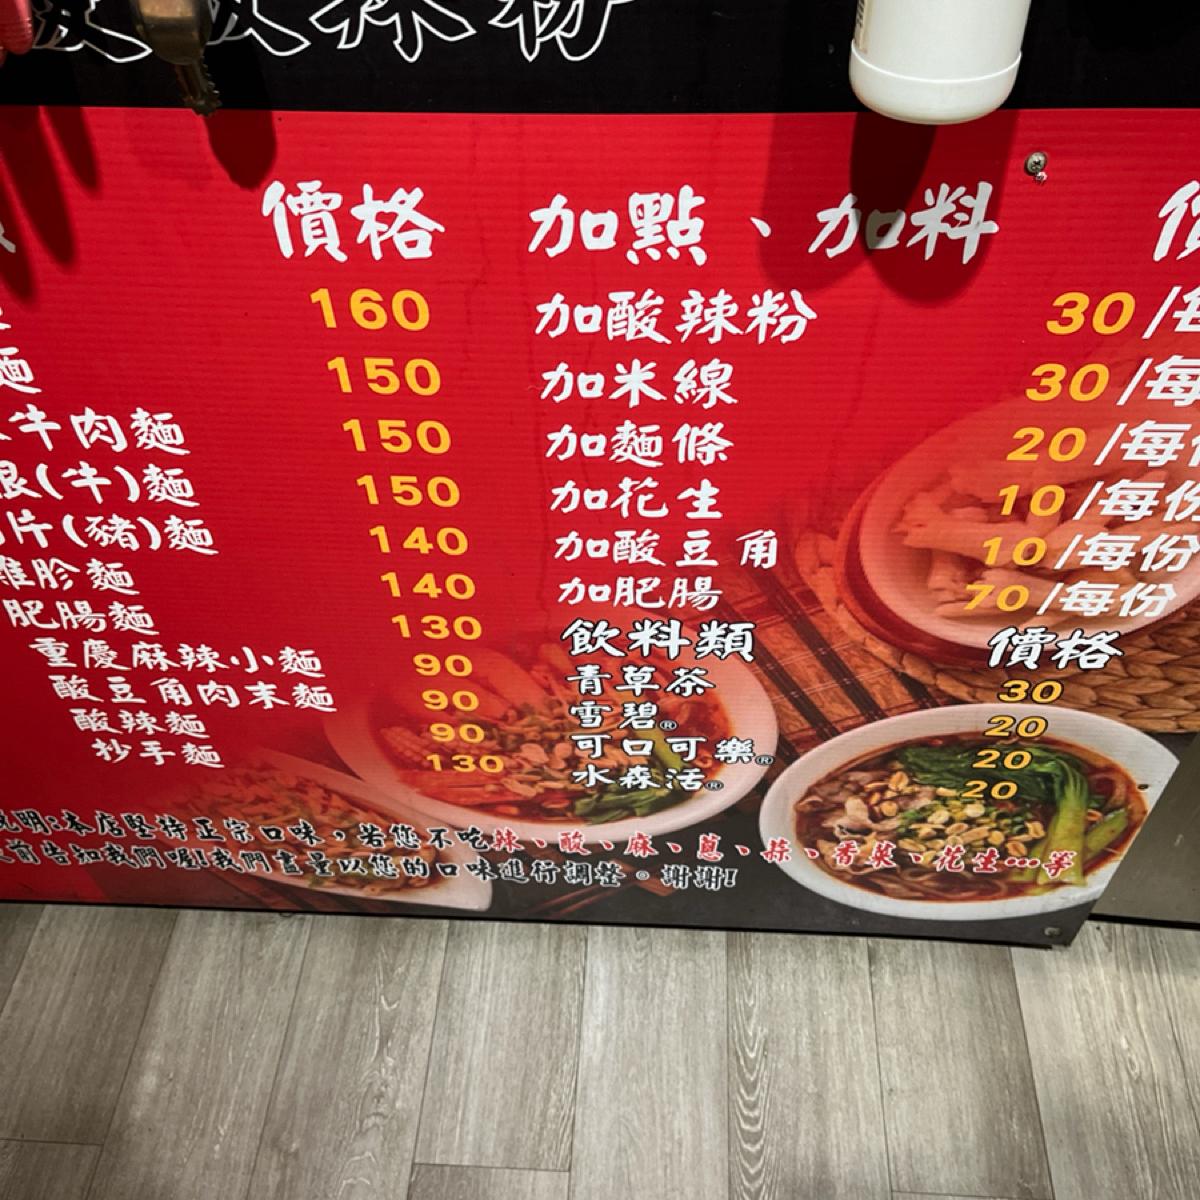 辣粉
價格 加點、加料
160 加酸辣粉 30 /每
麵 150 加米線 30 /每
牛肉麵 150 加麵條 20 /每
(牛)麵 150 加花生 10 /每份
片(豬)麵 140 加酸豆角 10 /每份
雞胗麵 140 加肥腸 70 /每份
肥腸麵 130 飲料類 價格
重慶麻辣小麵 90 青草茶 30
酸豆角肉末麵 90 雪碧® 20
酸辣麵 90 可口可樂® 20
抄手麵 130 水森活® 20
說明:本店堅持正宗口味,若您不吃辣、酸、麻、蔥、蒜、香菜、花生…等
前告知我們喔!我們盡量以您的口味進行調整。謝謝!